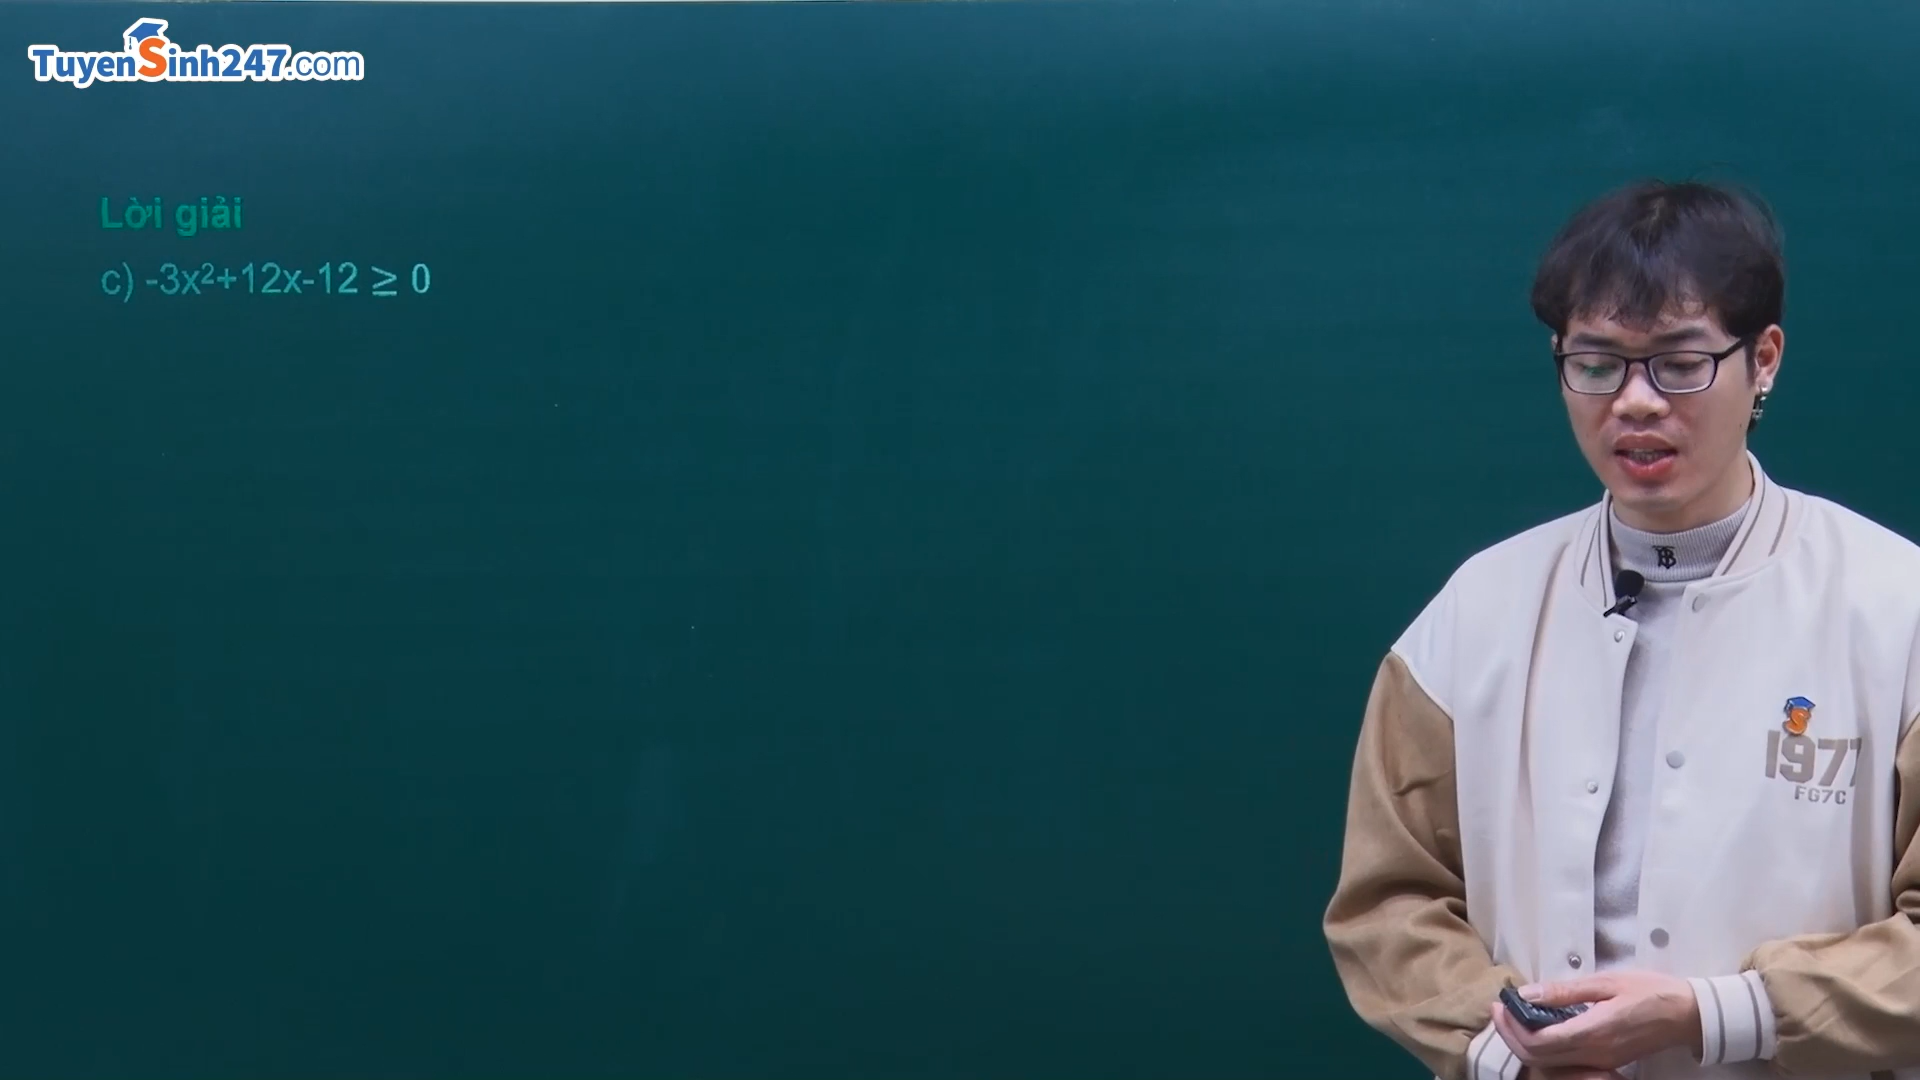 TuyenSinh247.com
Lời giải
c) -3x²+12x-12 ≥ 0
S
1977
FG7C